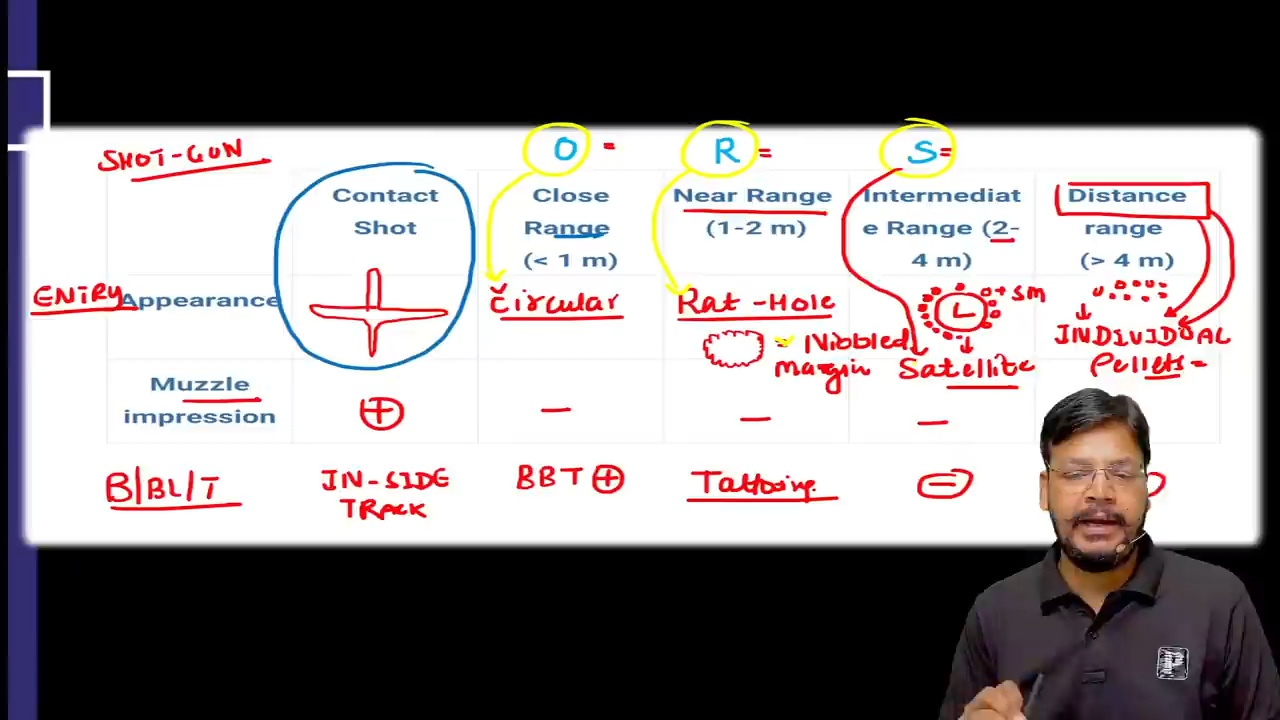 SHOT-GUN
O =
R =
S =
Contact
Shot
Close
Range
(< 1 m)
Near Range
(1-2 m)
Intermediat
e Range (2-
4 m)
Distance
range
(> 4 m)
ENTRY
Appearance
Circular
Rat-Hole
= Nibbled
margin
L
+ SM
Satellite
INDIVIDUAL
Pellets =
Muzzle
impression
+
-
-
-
B/BL/T
IN-SIDE
TRACK
BBT +
Tattooing
-